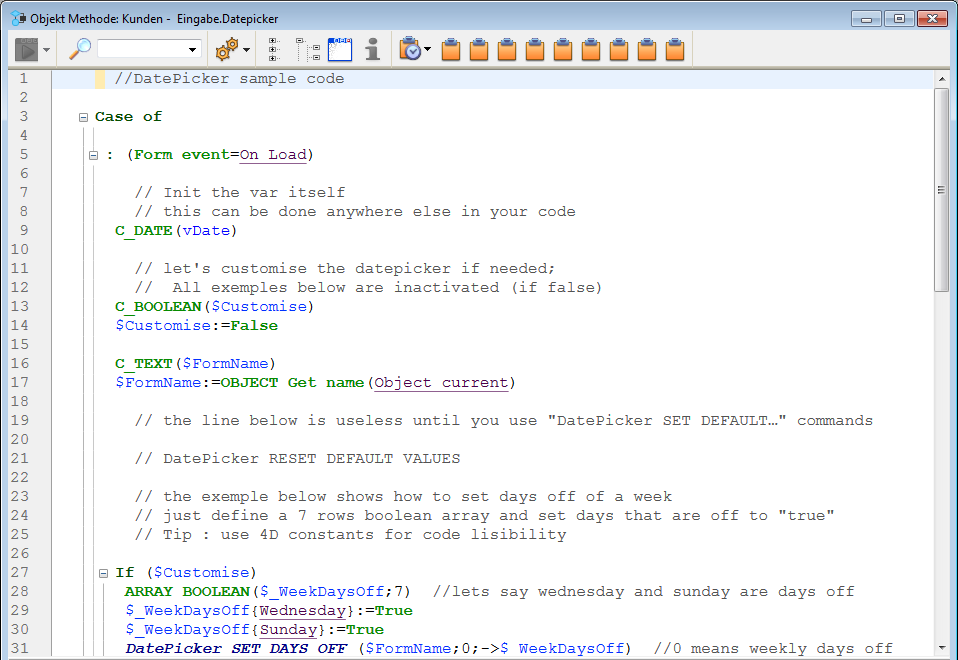 Objekt Methode: Kunden - Eingabe.Datepicker
1 //DatePicker sample code
2
3 Case of
4
5 : (Form event=On Load)
6
7 // Init the var itself
8 // this can be done anywhere else in your code
9 C_DATE(vDate)
10
11 // let's customise the datepicker if needed;
12 //  All exemples below are inactivated (if false)
13 C_BOOLEAN($Customise)
14 $Customise:=False
15
16 C_TEXT($FormName)
17 $FormName:=OBJECT Get name(Object current)
18
19 // the line below is useless until you use "DatePicker SET DEFAULT…" commands
20
21 // DatePicker RESET DEFAULT VALUES
22
23 // the exemple below shows how to set days off of a week
24 // just define a 7 rows boolean array and set days that are off to "true"
25 // Tip : use 4D constants for code lisibility
26
27 If ($Customise)
28 ARRAY BOOLEAN($_WeekDaysOff;7)  //lets say wednesday and sunday are days off
29 $_WeekDaysOff{Wednesday}:=True
30 $_WeekDaysOff{Sunday}:=True
31 DatePicker SET DAYS OFF ($FormName;0;->$_WeekDaysOff)  //0 means weekly days off